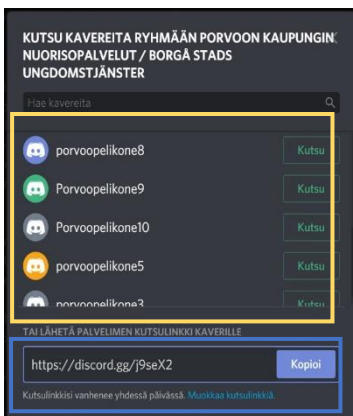 KUTSU KAVEREITA RYHMÄÄN PORVOON KAUPUNGIN
NUORISOPALVELUT / BORGÅ STADS
UNGDOMSTJÄNSTER
Hae kavereita
porvoopelikone8 Kutsu
Porvoopelikone9 Kutsu
Porvoopelikone10 Kutsu
porvoopelikone5 Kutsu
porvoopelikone3 Kutsu
TAI LÄHETÄ PALVELIMEN KUTSULINKKI KAVERILLE
https://discord.gg/j9seX2 Kopioi
Kutsulinkkisi vanhenee yhdessä päivässä. Muokkaa kutsulinkkiä.